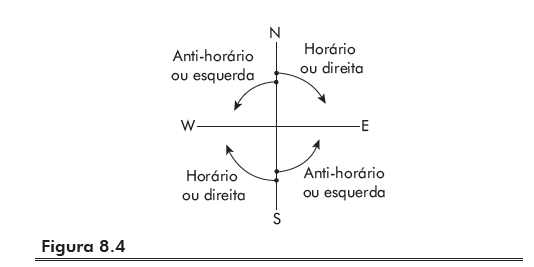 N
Anti-horário
ou esquerda
Horário
ou direita
W
E
Horário
ou direita
Anti-horário
ou esquerda
S
Figura 8.4